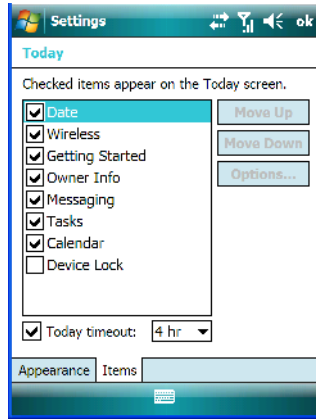 Settings ok
Today
Checked items appear on the Today screen.
Date Move Up
Wireless Move Down
Getting Started Options...
Owner Info
Messaging
Tasks
Calendar
Device Lock
Today timeout: 4 hr
Appearance Items